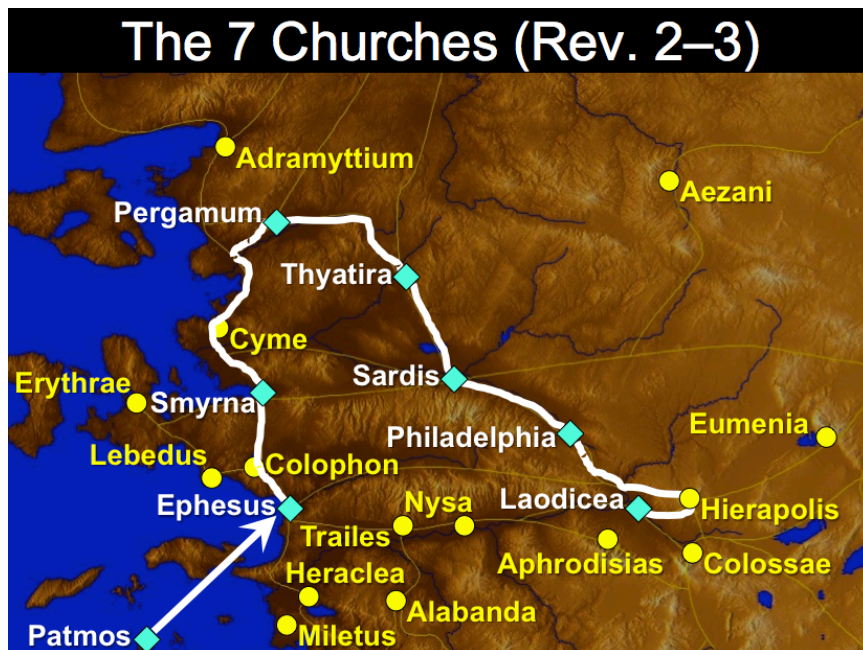 The 7 Churches (Rev. 2–3)
Adramyttium
Aezani
Pergamum
Thyatira
Cyme
Sardis
Erythrae
Smyrna
Eumenia
Philadelphia
Lebedus
Colophon
Ephesus
Nysa
Laodicea
Hierapolis
Trailes
Aphrodisias
Colossae
Heraclea
Alabanda
Patmos
Miletus